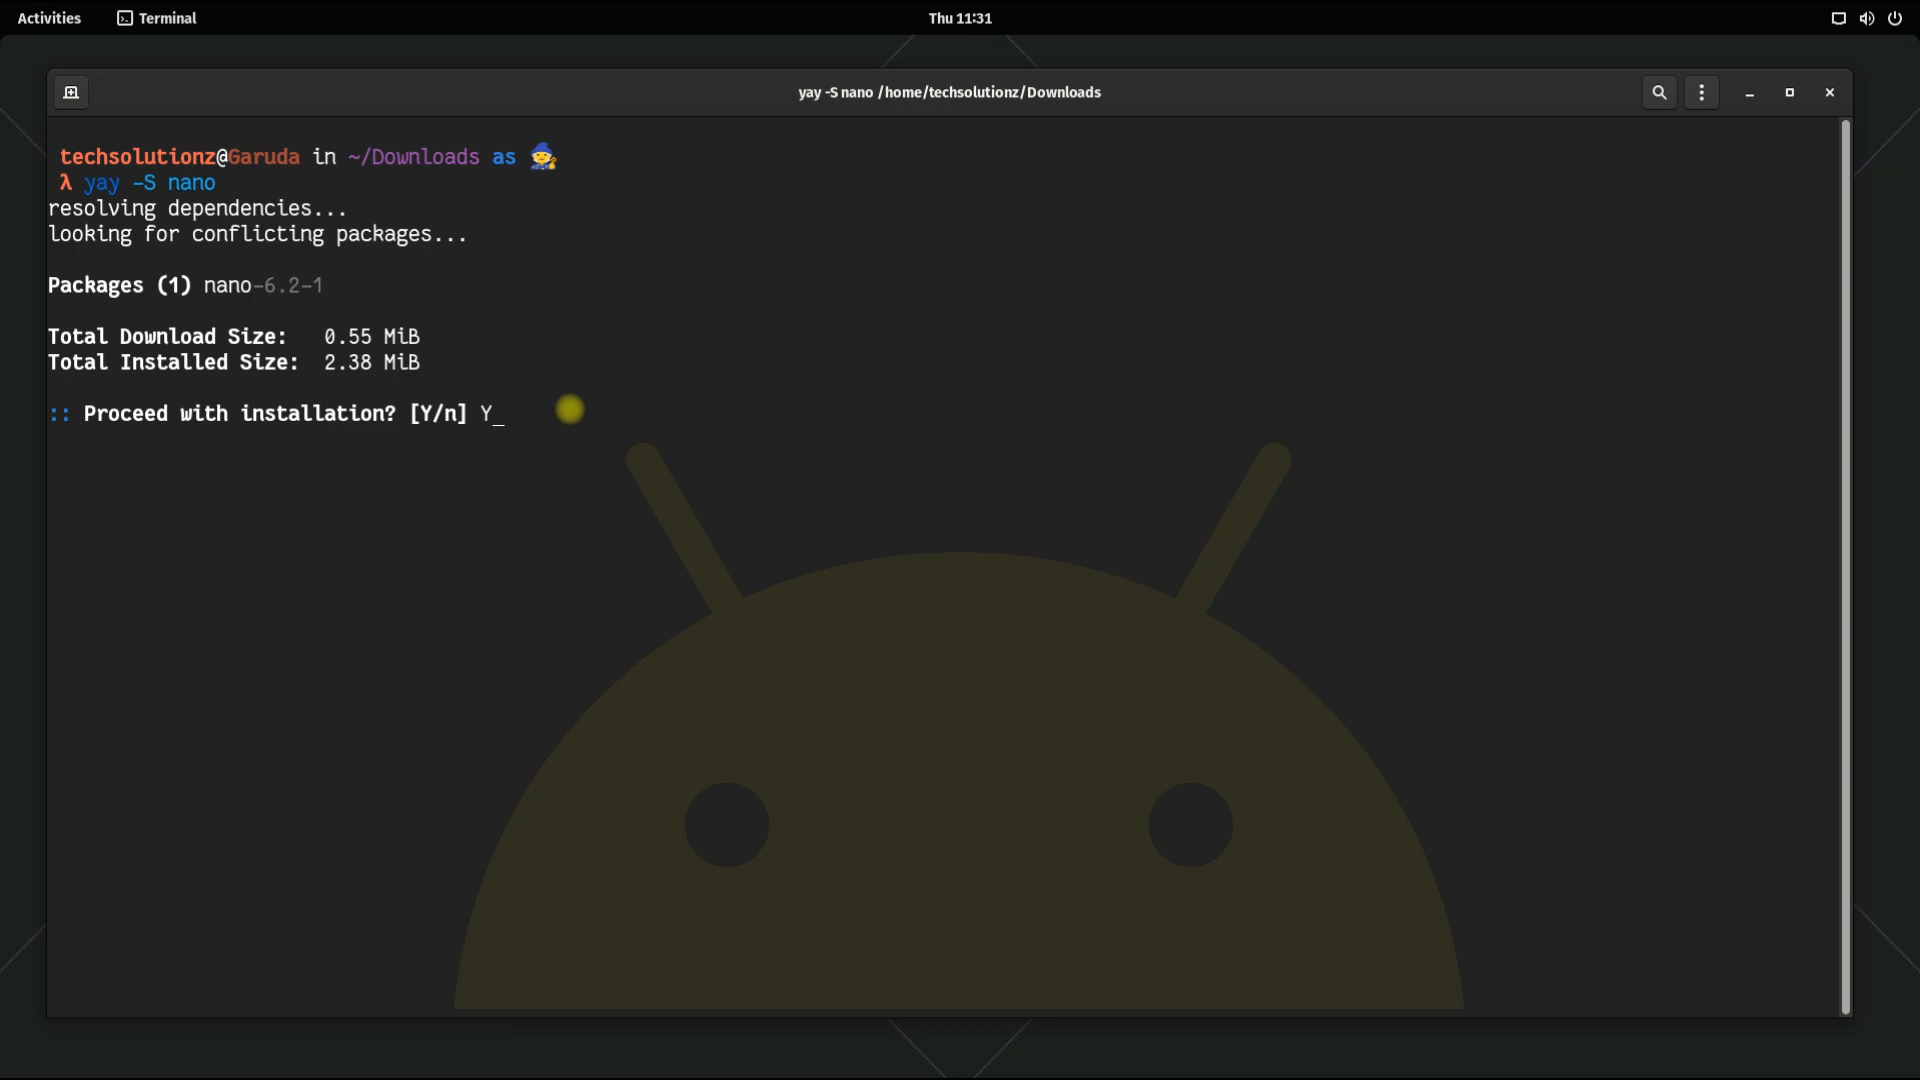 Activities Terminal Thu 11:31
yay -S nano /home/techsolutionz/Downloads
techsolutionz@Garuda in ~/Downloads as 🧙
λ yay -S nano
resolving dependencies...
looking for conflicting packages...
Packages (1) nano-6.2-1
Total Download Size: 0.55 MiB
Total Installed Size: 2.38 MiB
:: Proceed with installation? [Y/n] Y_